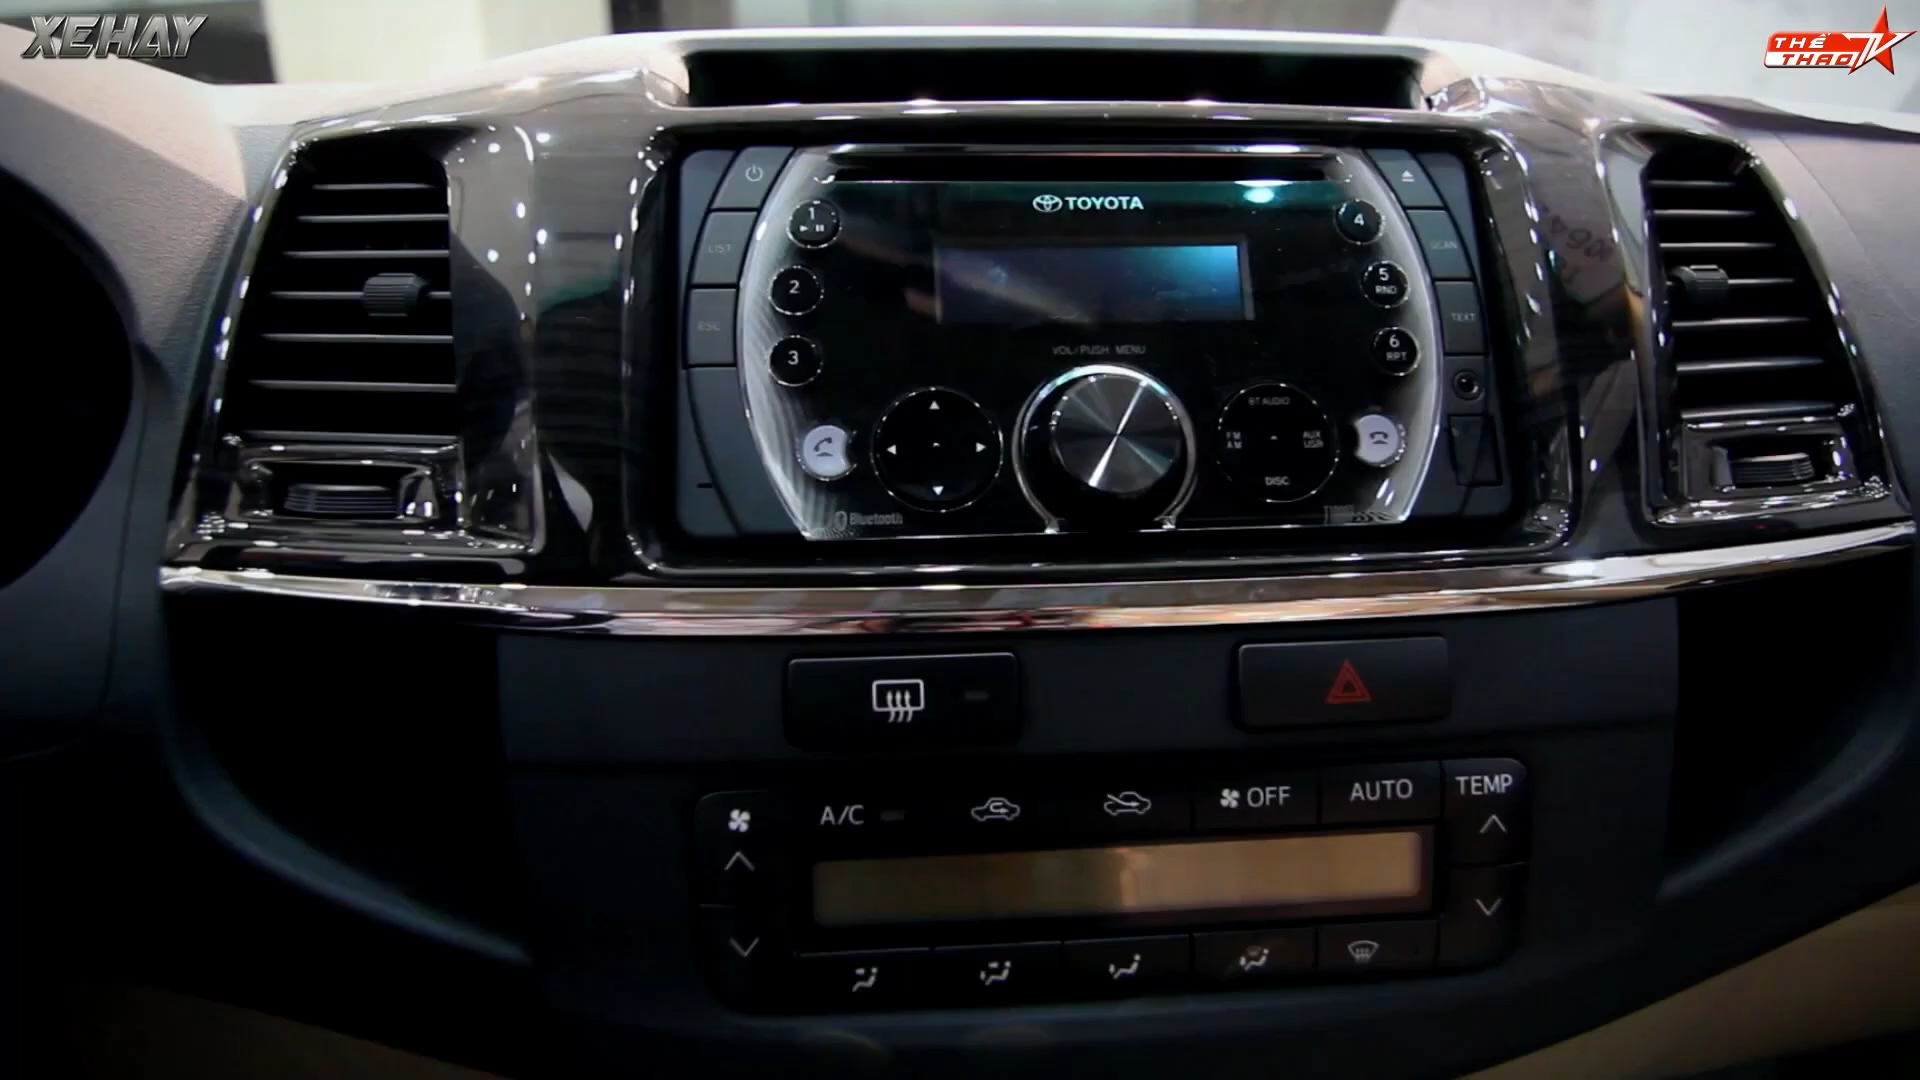 XEHAY
THỂ
THAO TV
TOYOTA
1
4
LIST
SCAN
2
5
RND
ESC
TEXT
3
6
RPT
VOL/PUSH MENU
BT AUDIO
FM
AM
AUX
USB
DISC
Bluetooth
A/C
OFF
AUTO
TEMP